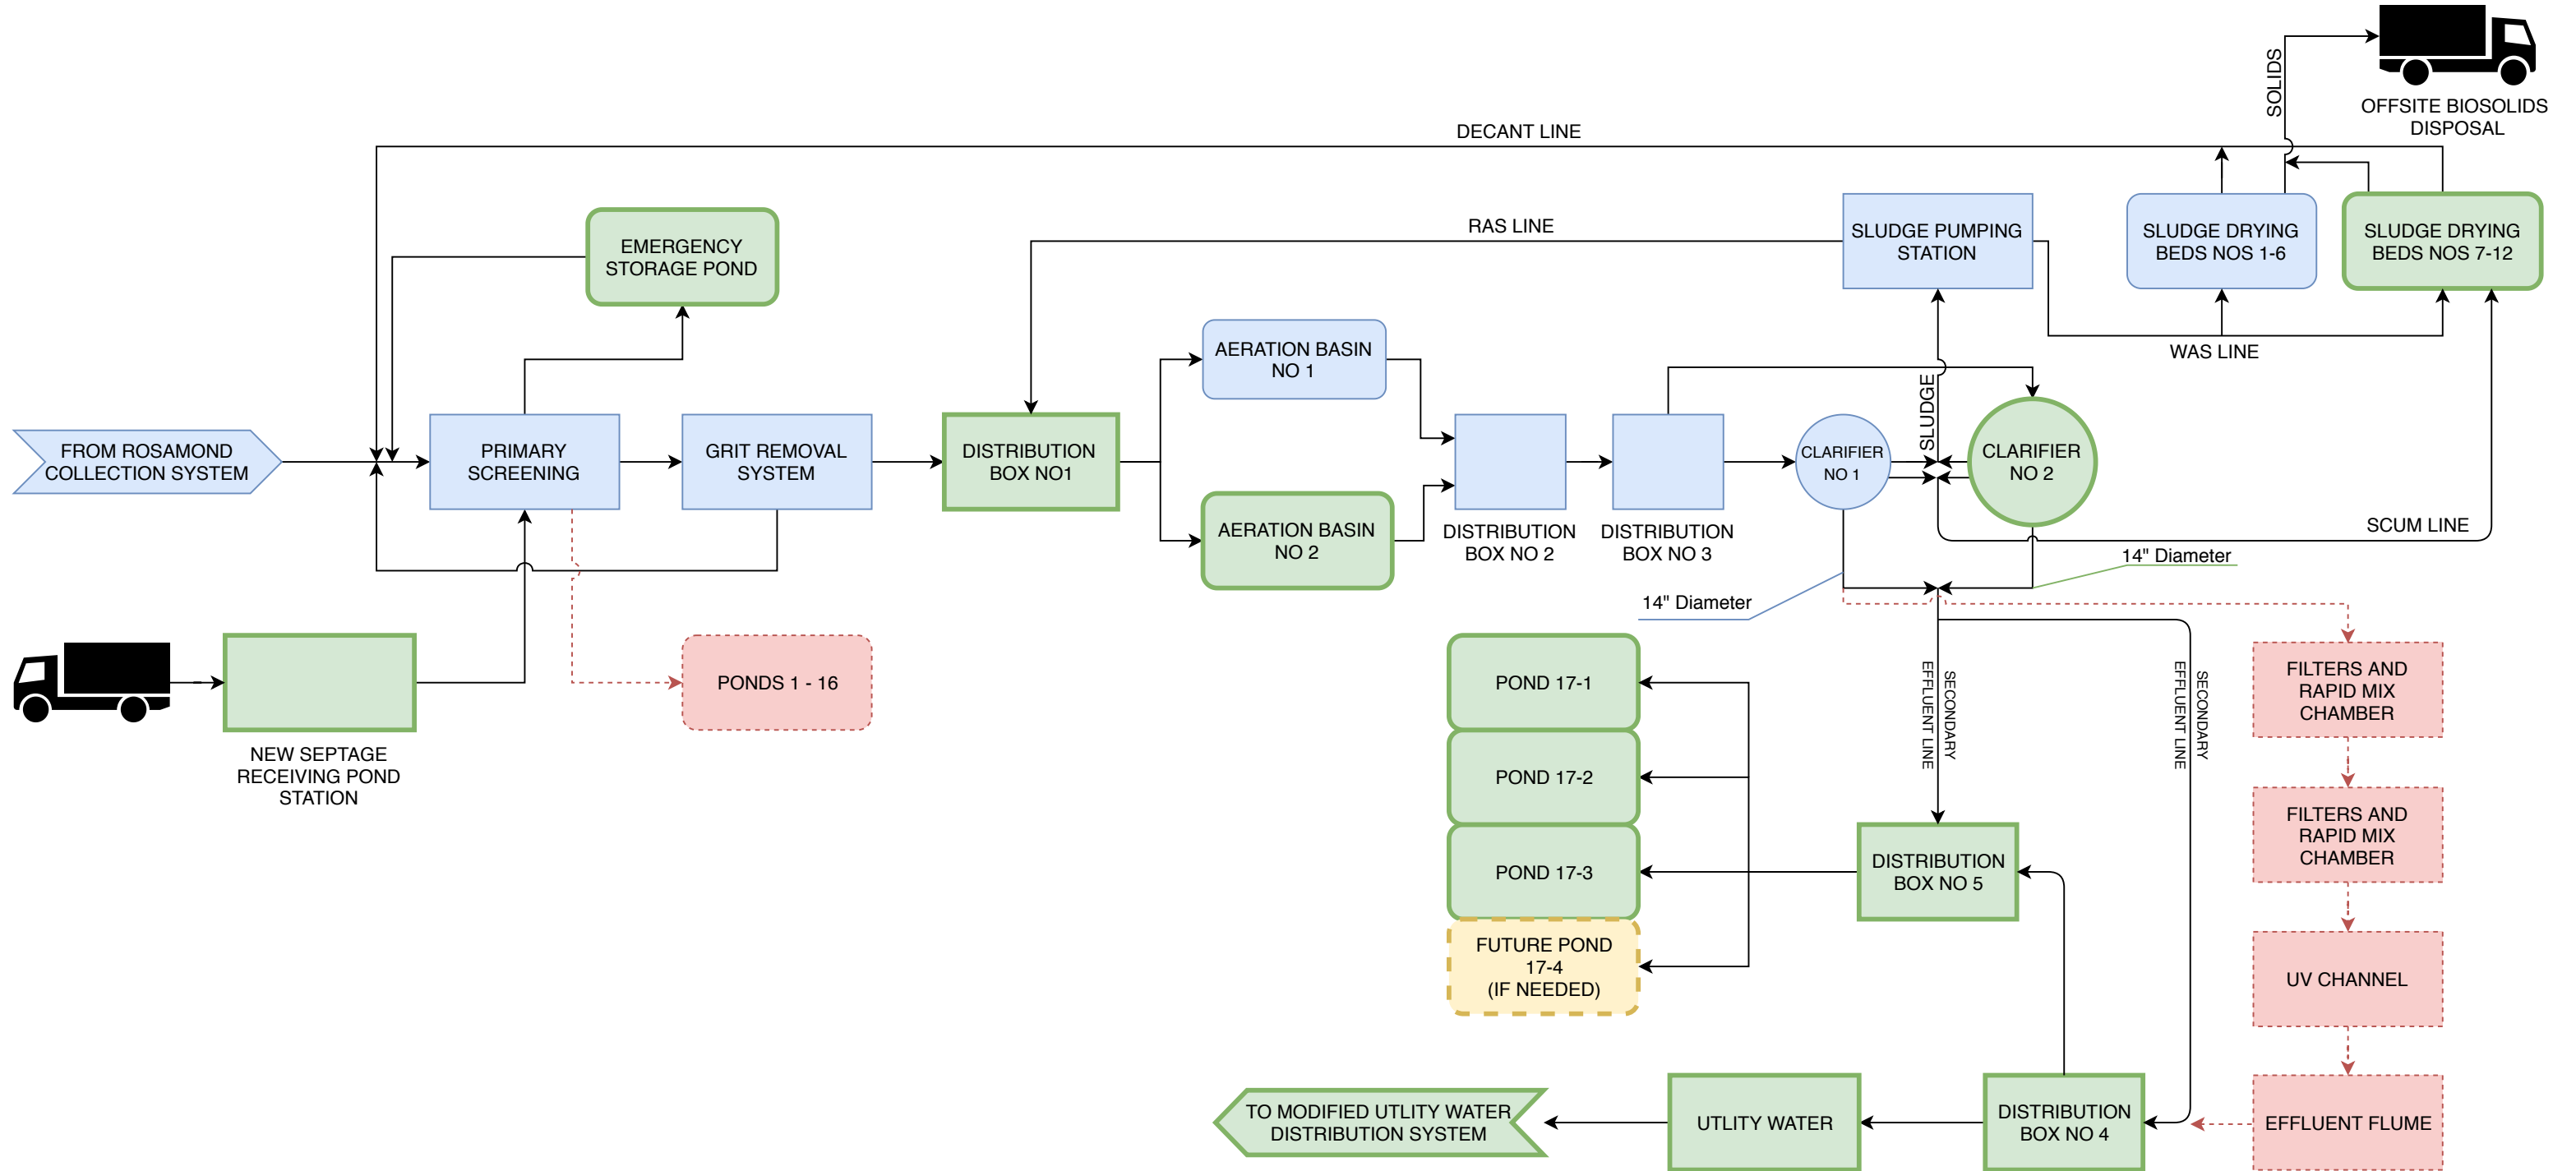 SOLIDS
OFFSITE BIOSOLIDS
DISPOSAL
DECANT LINE
EMERGENCY
STORAGE POND
RAS LINE
SLUDGE PUMPING
STATION
SLUDGE DRYING
BEDS NOS 1-6
SLUDGE DRYING
BEDS NOS 7-12
WAS LINE
FROM ROSAMOND
COLLECTION SYSTEM
PRIMARY
SCREENING
GRIT REMOVAL
SYSTEM
DISTRIBUTION
BOX NO1
AERATION BASIN
NO 1
AERATION BASIN
NO 2
DISTRIBUTION
BOX NO 2
DISTRIBUTION
BOX NO 3
CLARIFIER
NO 1
SLUDGE
CLARIFIER
NO 2
SCUM LINE
14" Diameter
14" Diameter
NEW SEPTAGE
RECEIVING POND
STATION
PONDS 1 - 16
POND 17-1
POND 17-2
POND 17-3
FUTURE POND
17-4
(IF NEEDED)
SECONDARY
EFFLUENT LINE
SECONDARY
EFFLUENT LINE
FILTERS AND
RAPID MIX
CHAMBER
FILTERS AND
RAPID MIX
CHAMBER
DISTRIBUTION
BOX NO 5
UV CHANNEL
TO MODIFIED UTLITY WATER
DISTRIBUTION SYSTEM
UTLITY WATER
DISTRIBUTION
BOX NO 4
EFFLUENT FLUME